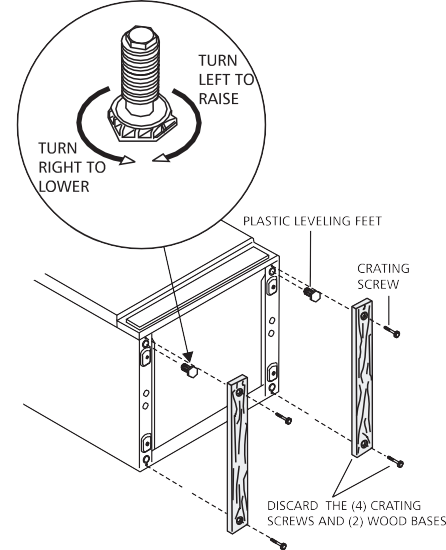 TURN
LEFT TO
RAISE
TURN
RIGHT TO
LOWER
PLASTIC LEVELING FEET
CRATING
SCREW
DISCARD THE (4) CRATING
SCREWS AND (2) WOOD BASES